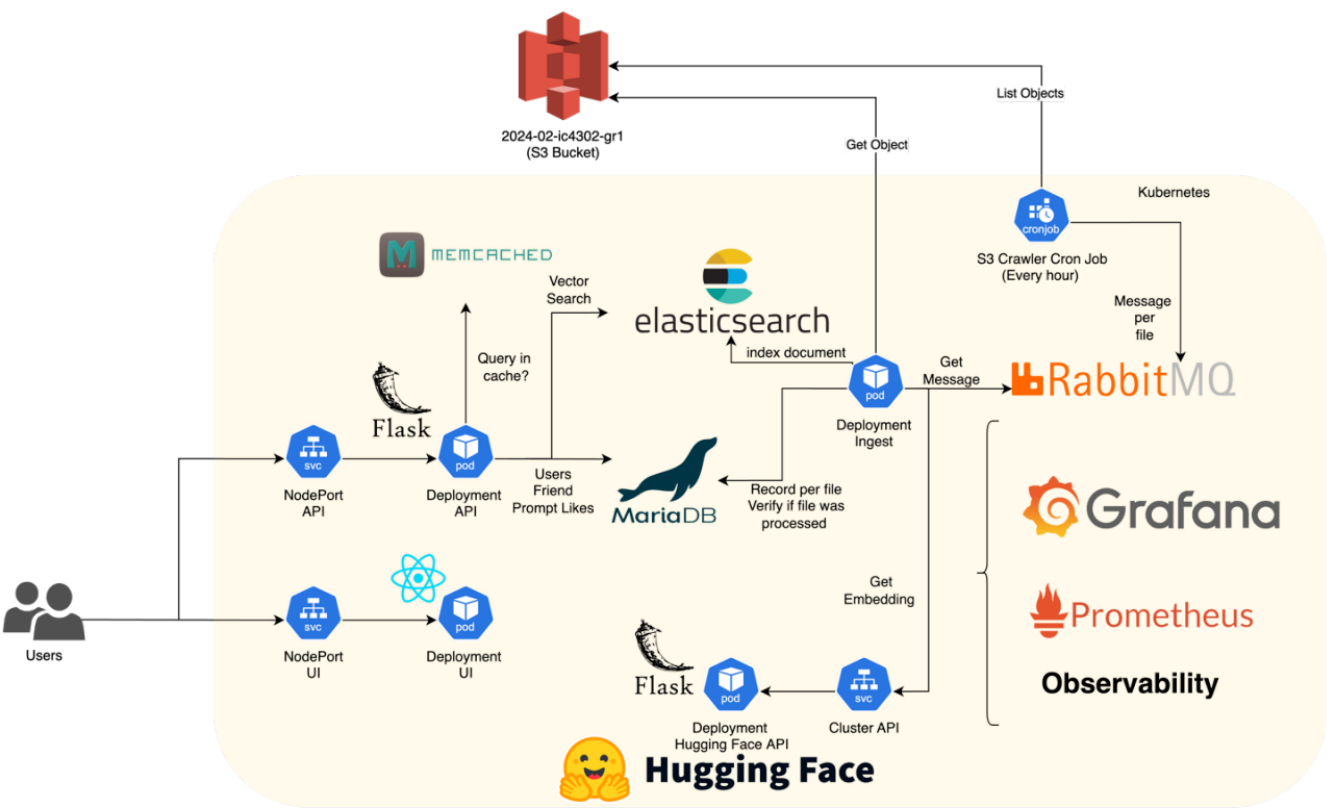 2024-02-ic4302-gr1
(S3 Bucket)
List Objects
Get Object
Kubernetes
cronjob
S3 Crawler Cron Job
(Every hour)
M
MEMCACHED
Vector
Search
elasticsearch
Message
per
file
Query in
cache?
index document
Get
Message
RabbitMQ
pod
Deployment
Ingest
Flask
svc
NodePort
API
pod
Deployment
API
Users
Friend
Prompt Likes
MariaDB
Record per file
Verify if file was
processed
Grafana
Get
Embedding
Prometheus
Users
svc
NodePort
UI
pod
Deployment
UI
Flask
pod
Deployment
Hugging Face API
svc
Cluster API
Observability
Hugging Face